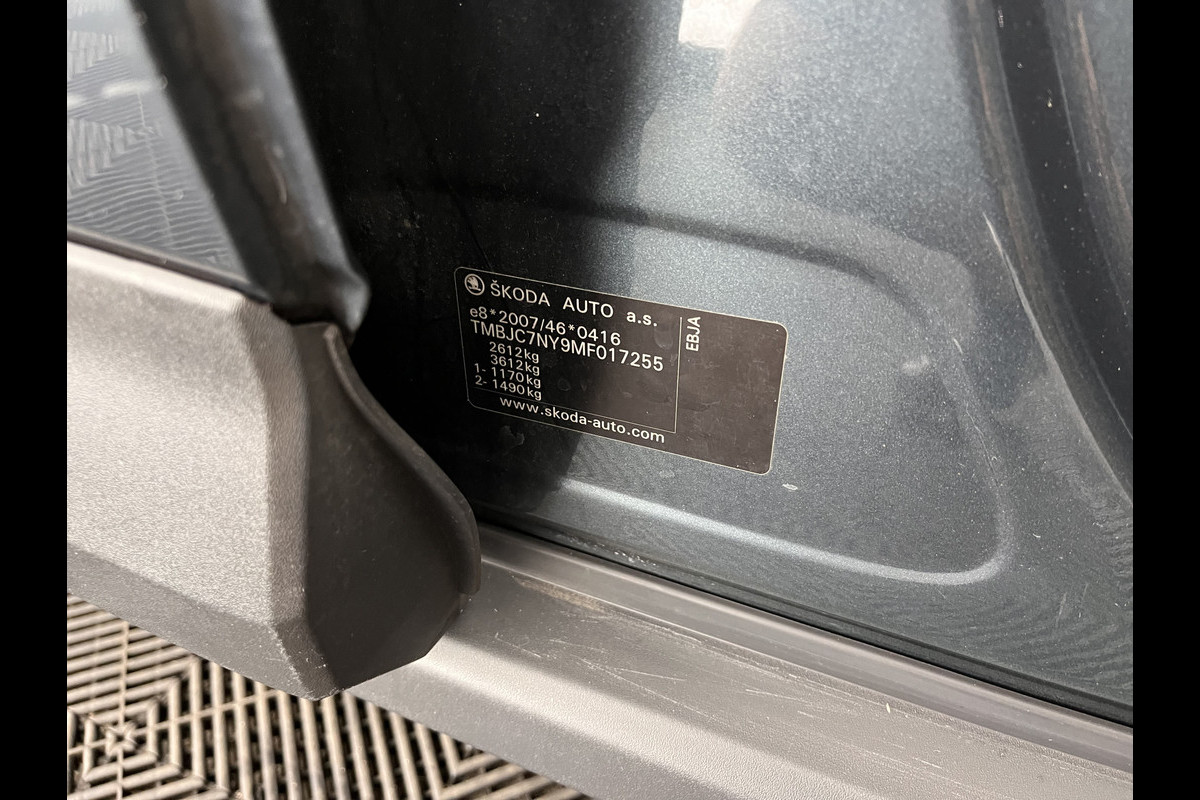 ŠKODA AUTO a.s.
e8*2007/46*0416
TMBJC7NY9MF017255
2612kg
3612kg
1- 1170kg
2- 1490kg
www.skoda-auto.com
EBJA